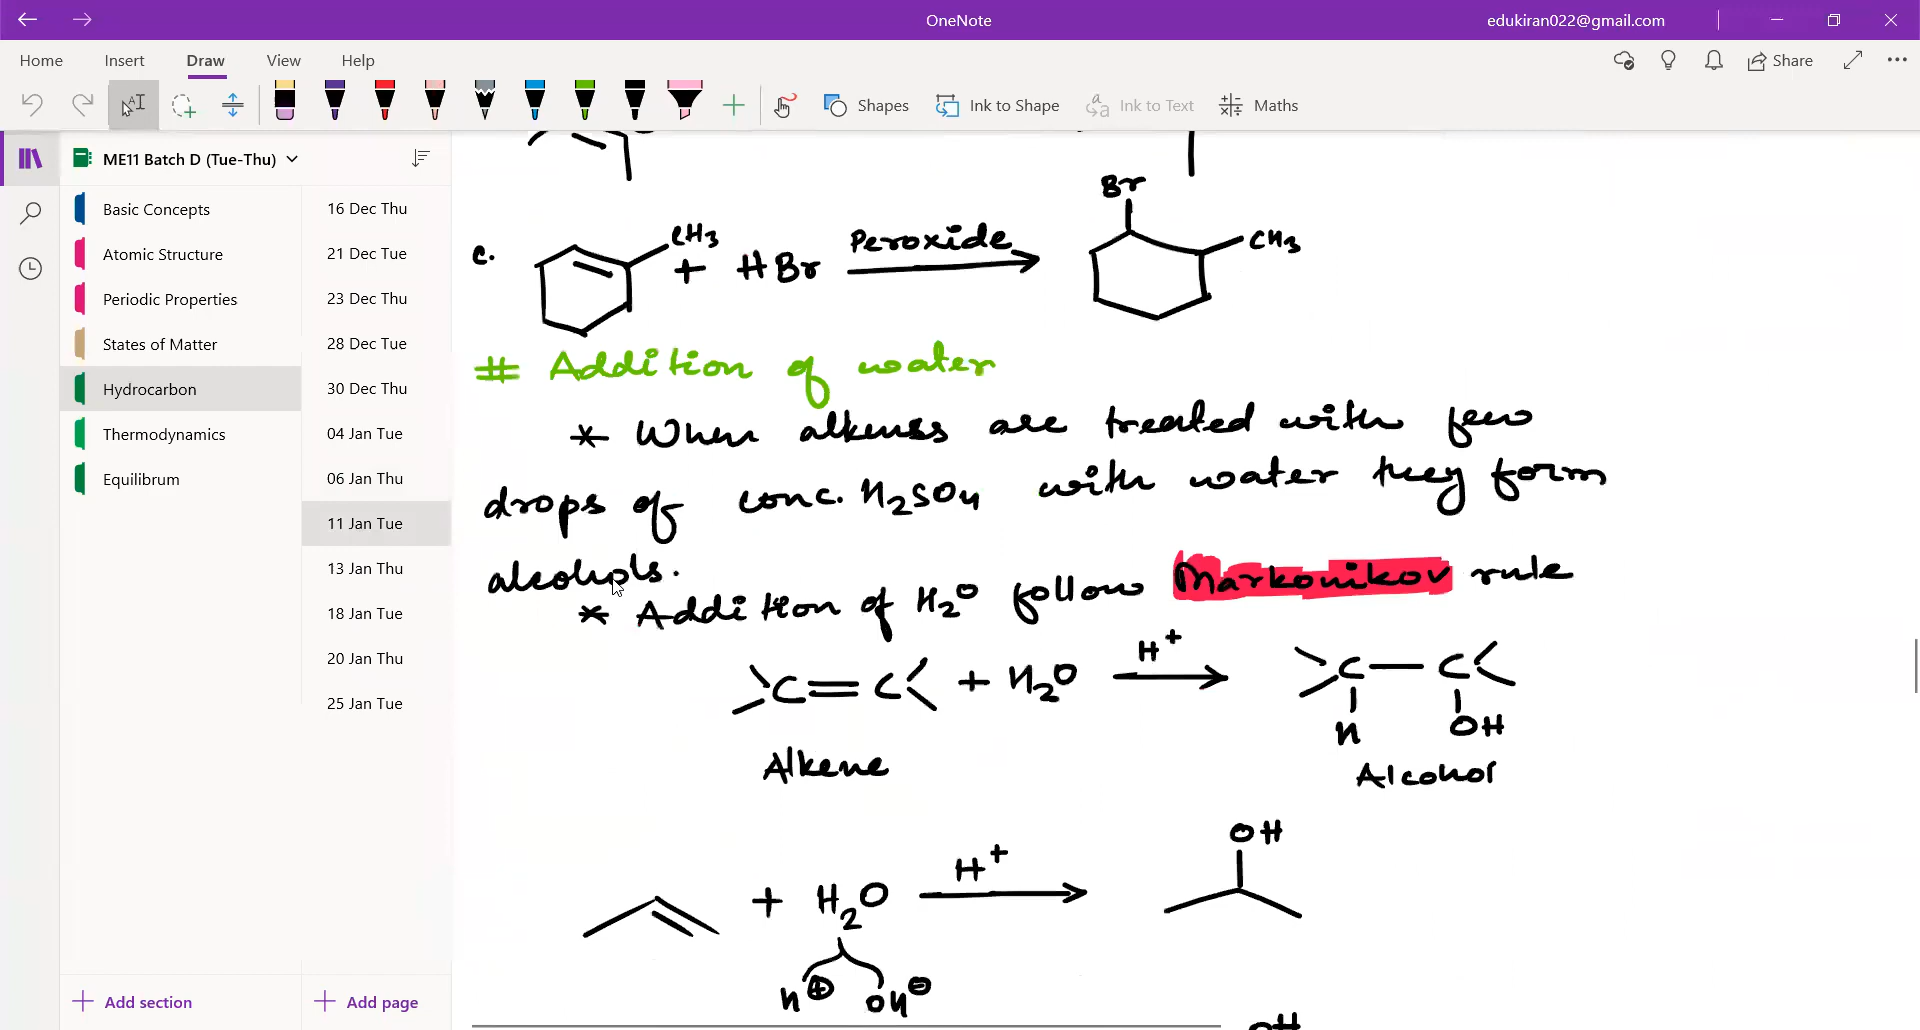 OneNote
edukiran022@gmail.com
Home Insert Draw View Help
Share
Shapes Ink to Shape Ink to Text Maths
ME11 Batch D (Tue-Thu)
Basic Concepts
Atomic Structure
Periodic Properties
States of Matter
Hydrocarbon
Thermodynamics
Equilibrum
16 Dec Thu
21 Dec Tue
23 Dec Thu
28 Dec Tue
30 Dec Thu
04 Jan Tue
06 Jan Thu
11 Jan Tue
13 Jan Thu
18 Jan Tue
20 Jan Thu
25 Jan Tue
Add section
Add page
Br
c. CH3 + HBr Peroxide CH3
# Addition of water
* When alkenes are treated with few
drops of conc. H2SO4 with water they form
alcohols.
* Addition of H2O follow Markonikov rule
C=C + H2O H+ C—C
H OH
Alkene Alcohol
OH
+ H2O H+
H⊕ OH⊖
OH